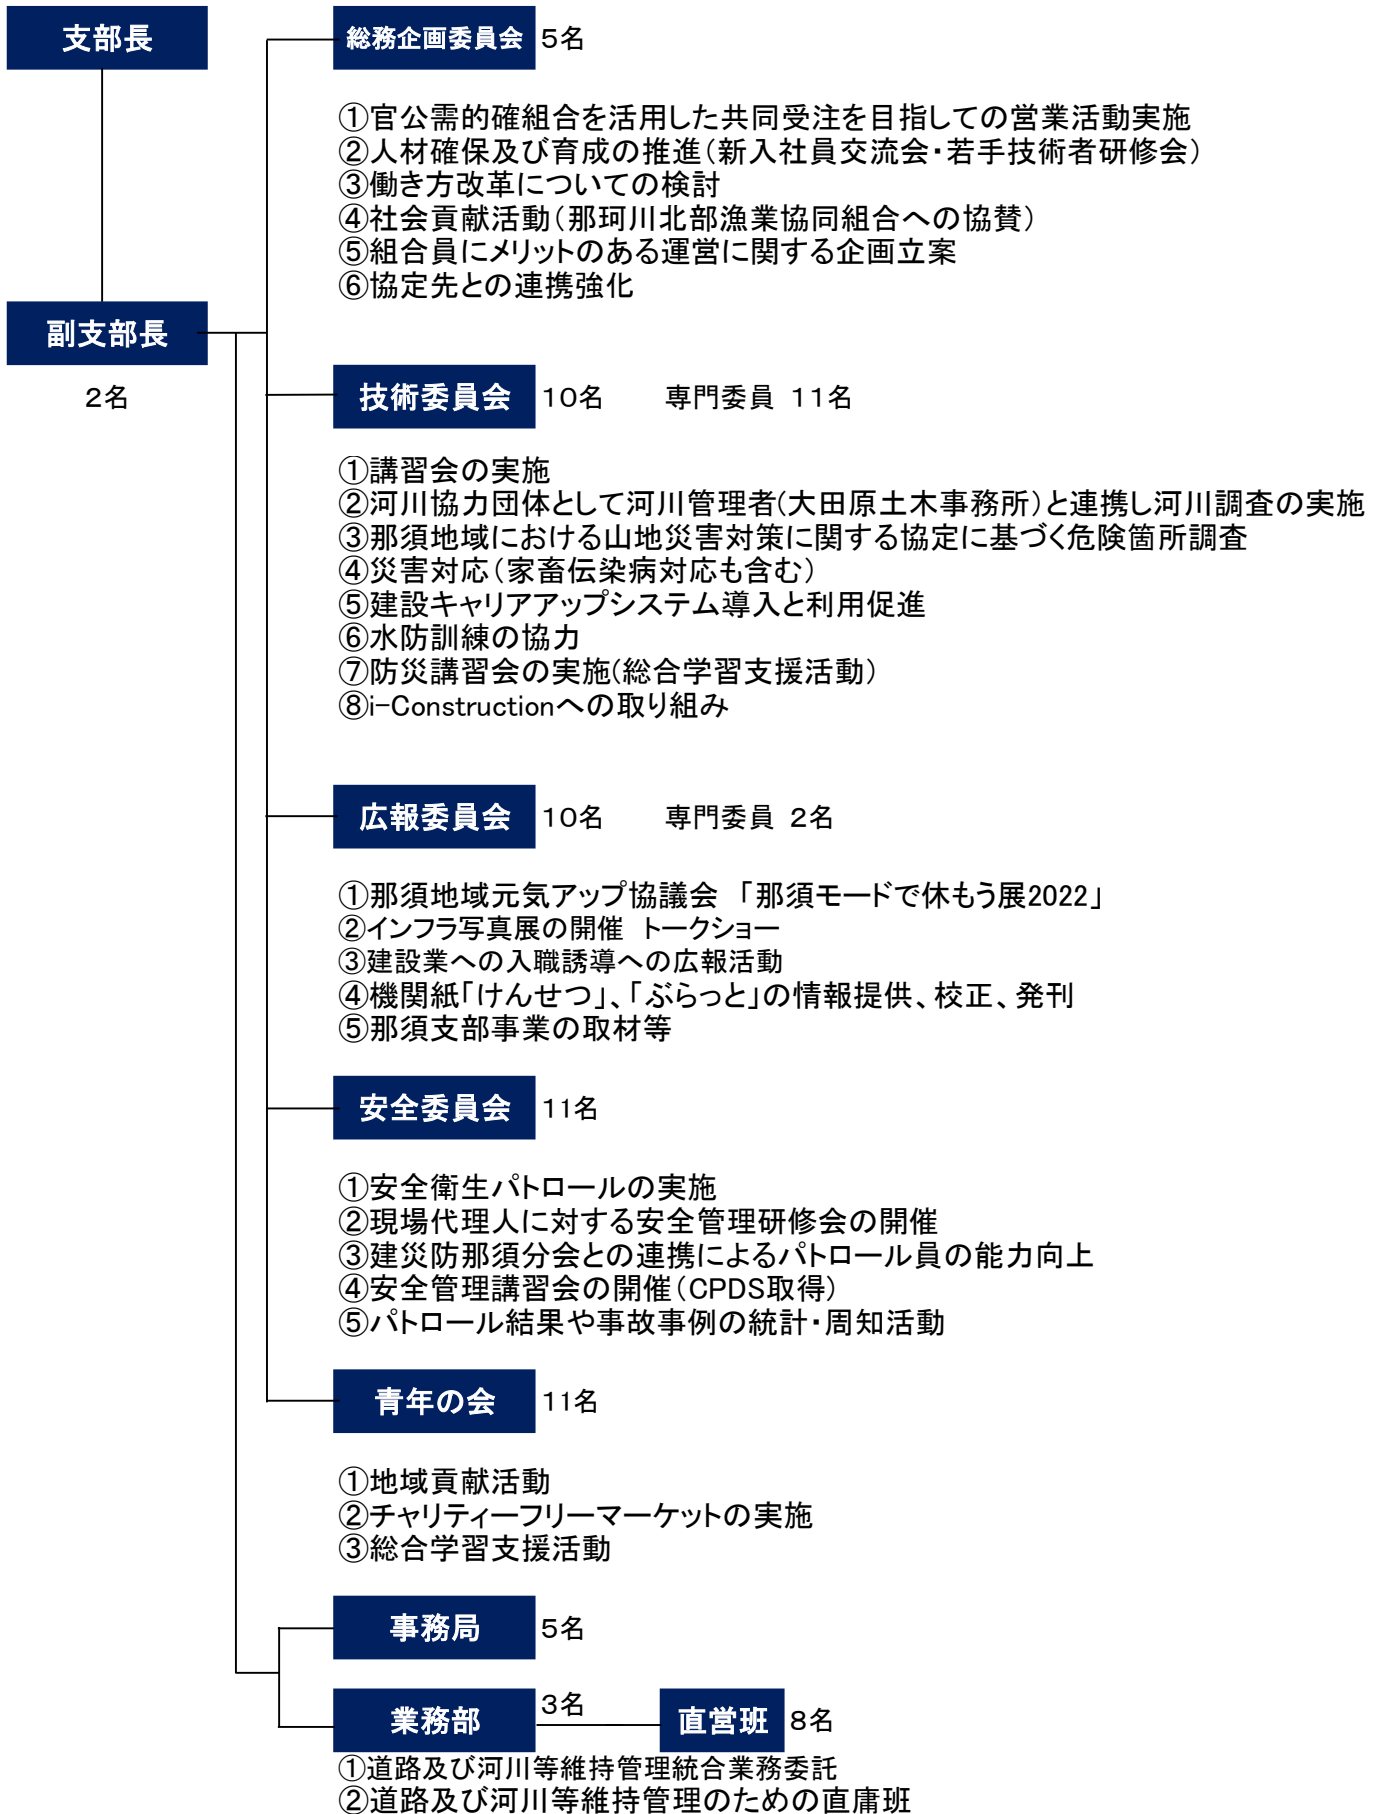 支部長
総務企画委員会 5名
①官公需的確組合を活用した共同受注を目指しての営業活動実施
②人材確保及び育成の推進（新入社員交流会・若手技術者研修会）
③働き方改革についての検討
④社会貢献活動（那珂川北部漁業協同組合への協賛）
⑤組合員にメリットのある運営に関する企画立案
⑥協定先との連携強化
副支部長
2名
技術委員会 10名 専門委員 11名
①講習会の実施
②河川協力団体として河川管理者(大田原土木事務所）と連携し河川調査の実施
③那須地域における山地災害対策に関する協定に基づく危険箇所調査
④災害対応（家畜伝染病対応も含む）
⑤建設キャリアアップシステム導入と利用促進
⑥水防訓練の協力
⑦防災講習会の実施(総合学習支援活動）
⑧i-Constructionへの取り組み
広報委員会 10名 専門委員 2名
①那須地域元気アップ協議会 「那須モードで休もう展2022」
②インフラ写真展の開催 トークショー
③建設業への入職誘導への広報活動
④機関紙「けんせつ」、「ぶらっと」の情報提供、校正、発刊
⑤那須支部事業の取材等
安全委員会 11名
①安全衛生パトロールの実施
②現場代理人に対する安全管理研修会の開催
③建災防那須分会との連携によるパトロール員の能力向上
④安全管理講習会の開催（CPDS取得）
⑤パトロール結果や事故事例の統計・周知活動
青年の会 11名
①地域貢献活動
②チャリティーフリーマーケットの実施
③総合学習支援活動
事務局 5名
業務部 3名 直営班 8名
①道路及び河川等維持管理統合業務委託
②道路及び河川等維持管理のための直庸班